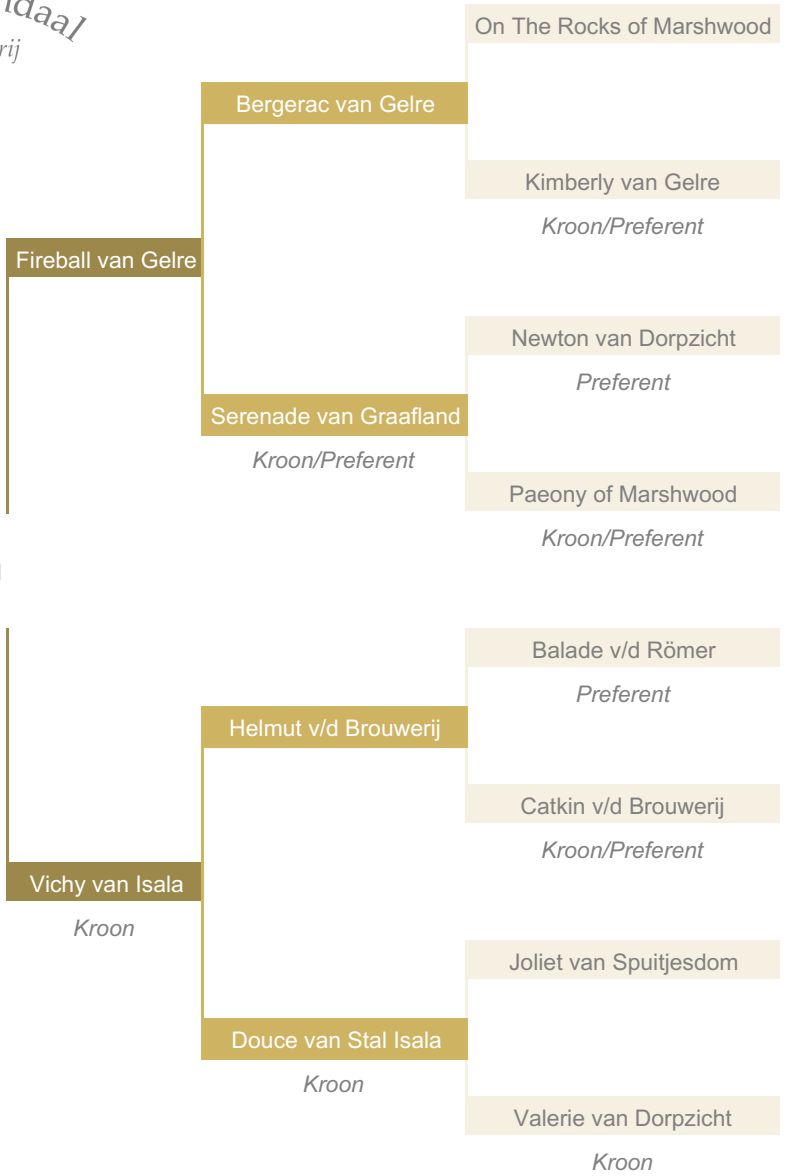 On The Rocks of Marshwood
Bergerac van Gelre
Kimberly van Gelre
Kroon/Preferent
Fireball van Gelre
Newton van Dorpzicht
Preferent
Serenade van Graafland
Kroon/Preferent
Paeony of Marshwood
Kroon/Preferent
Balade v/d Römer
Preferent
Helmut v/d Brouwerij
Catkin v/d Brouwerij
Kroon/Preferent
Vichy van Isala
Kroon
Joliet van Spuitjesdom
Douce van Stal Isala
Kroon
Valerie van Dorpzicht
Kroon